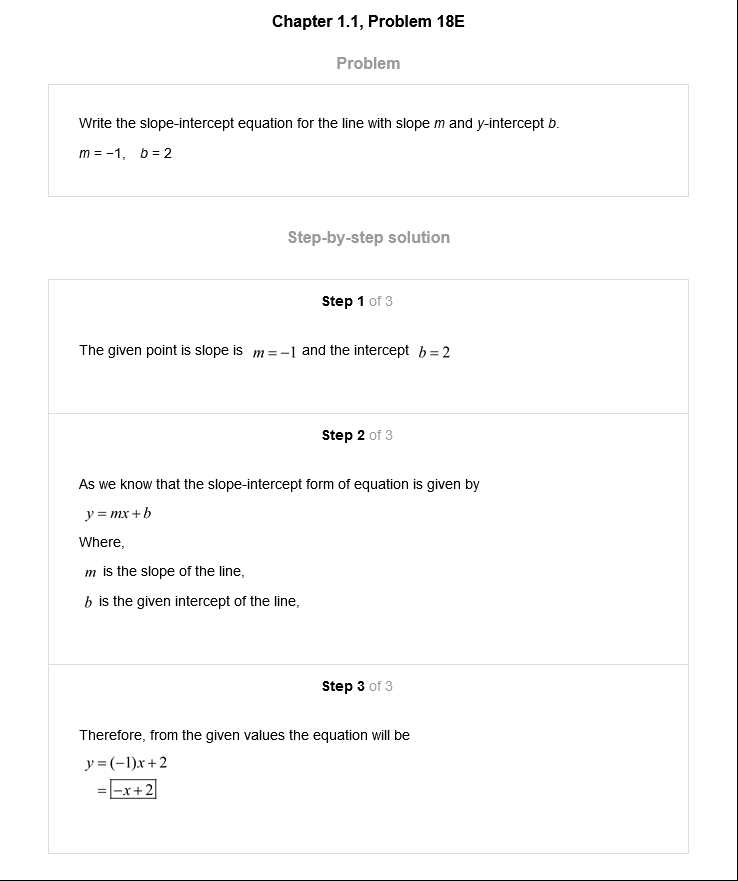 Chapter 1.1, Problem 18E
Problem
Write the slope-intercept equation for the line with slope m and y-intercept b.
m = −1, b = 2
Step-by-step solution
Step 1 of 3
The given point is slope is m = −1 and the intercept b = 2
Step 2 of 3
As we know that the slope-intercept form of equation is given by
y = mx + b
Where,
m is the slope of the line,
b is the given intercept of the line,
Step 3 of 3
Therefore, from the given values the equation will be
y = (−1)x + 2
= −x + 2